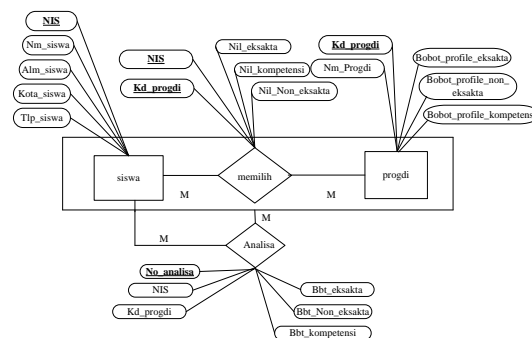 NIS
Nm_siswa
Alm_siswa
Kota_siswa
Tlp_siswa
NIS
Kd_progdi
Nil_eksakta
Nil_kompetensi
Nil_Non_eksakta
Kd_progdi
Nm_Progdi
Bobot_profile_eksakta
Bobot_profile_non_
eksakta
Bobot_profile_kompetens
siswa
memilih
progdi
M
M
M
M
Analisa
No_analisa
NIS
Kd_progdi
Bbt_eksakta
Bbt_Non_eksakta
Bbt_kompetensi